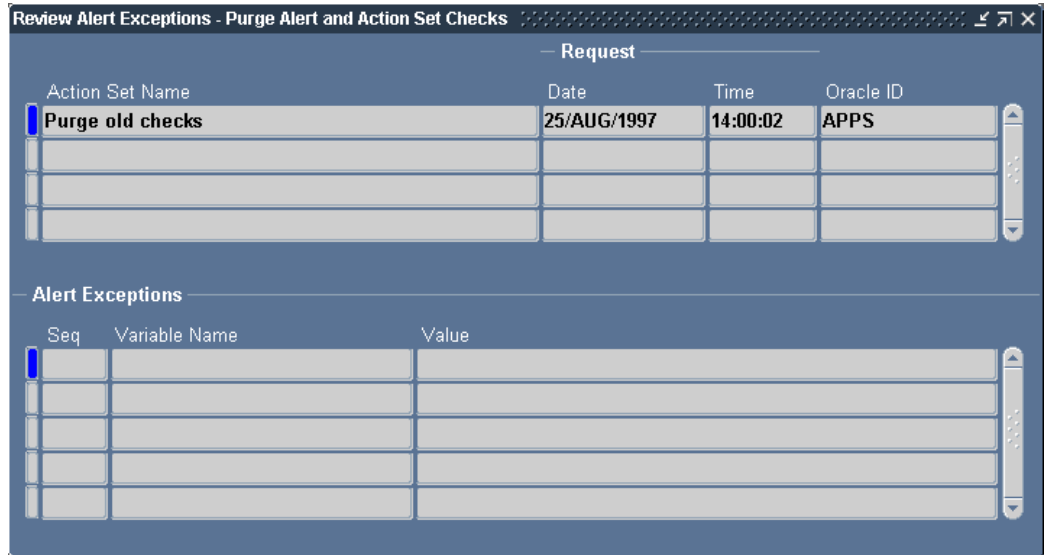 Review Alert Exceptions - Purge Alert and Action Set Checks
Request
Action Set Name Date Time Oracle ID
Purge old checks 25/AUG/1997 14:00:02 APPS
Alert Exceptions
Seq Variable Name Value